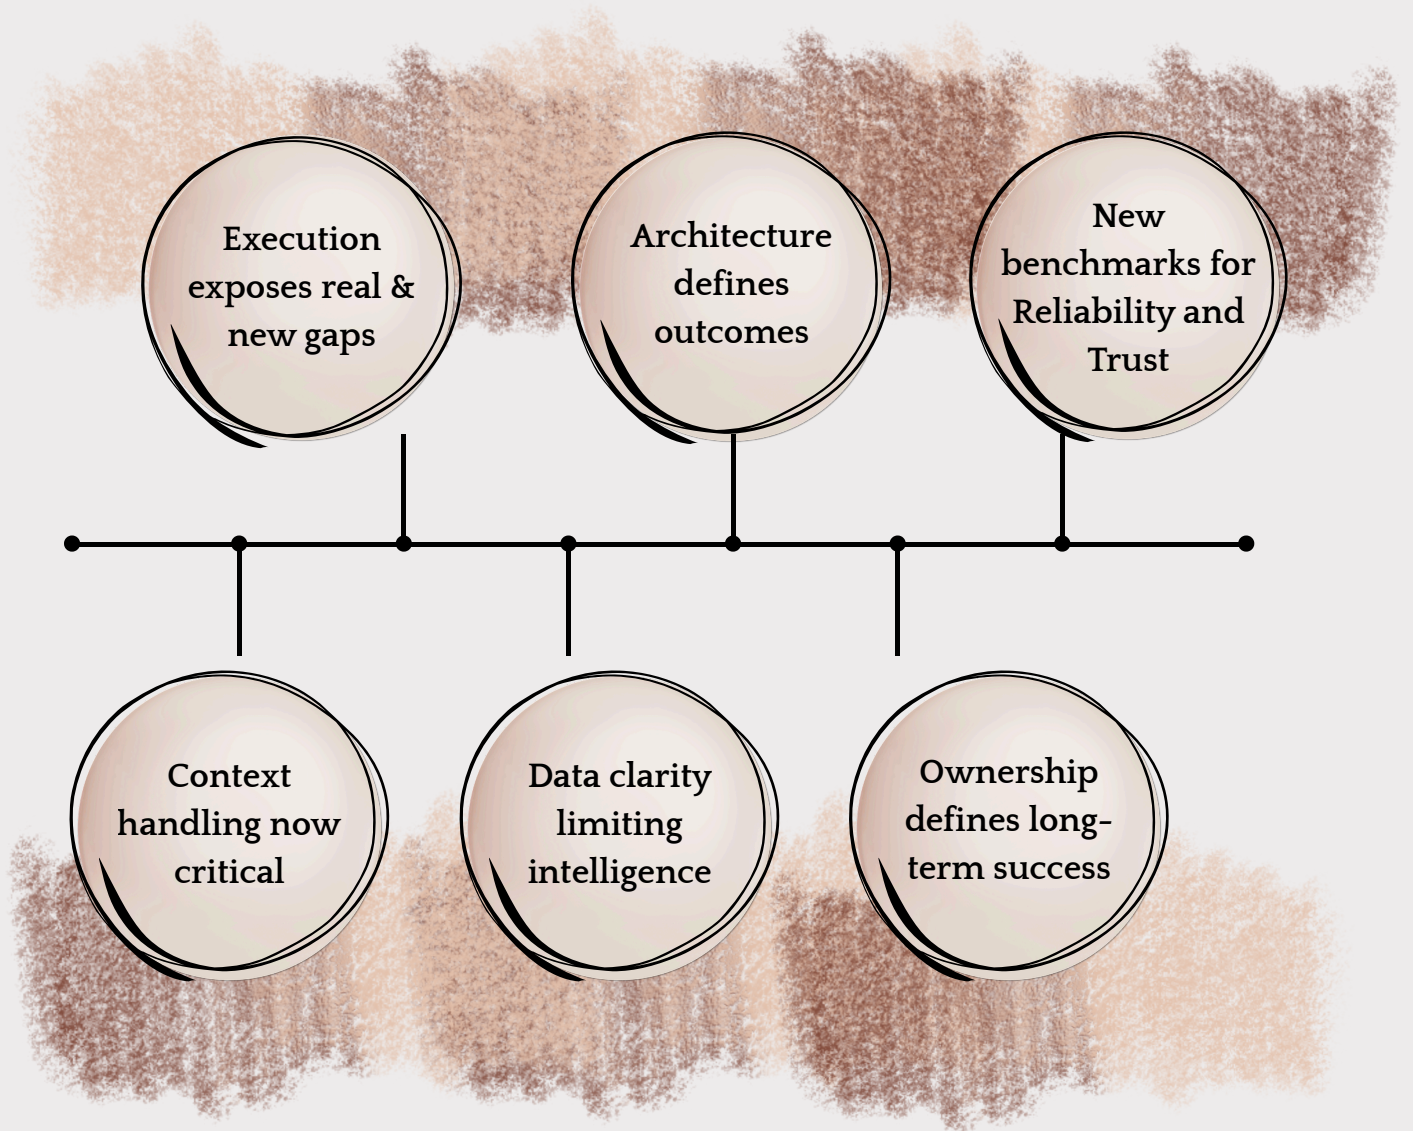 Execution
exposes real &
new gaps
Architecture
defines
outcomes
New
benchmarks for
Reliability and
Trust
Context
handling now
critical
Data clarity
limiting
intelligence
Ownership
defines long-
term success